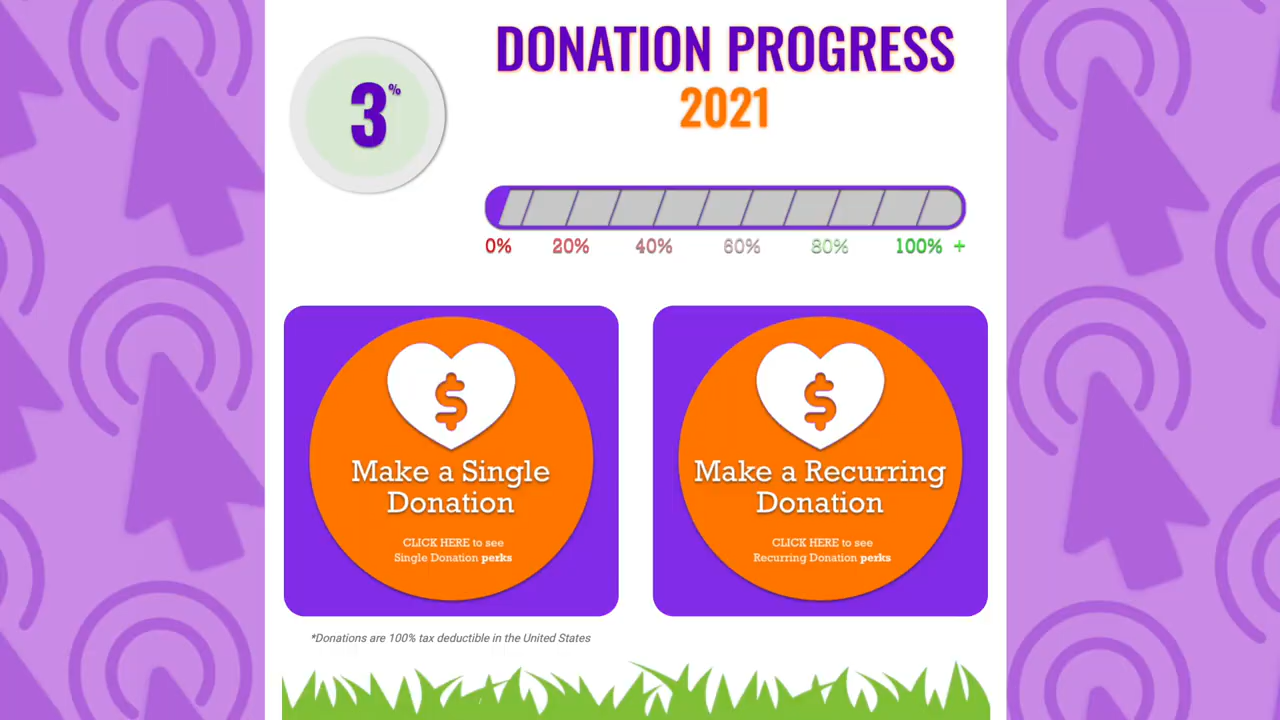 DONATION PROGRESS
2021
3%
0% 20% 40% 60% 80% 100% +
Make a Single
Donation
CLICK HERE to see
Single Donation perks
Make a Recurring
Donation
CLICK HERE to see
Recurring Donation perks
*Donations are 100% tax deductible in the United States